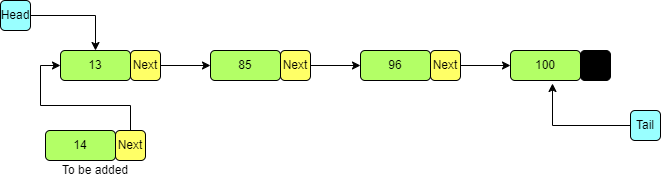 Head
13 Next 85 Next 96 Next 100
Tail
14 Next
To be added